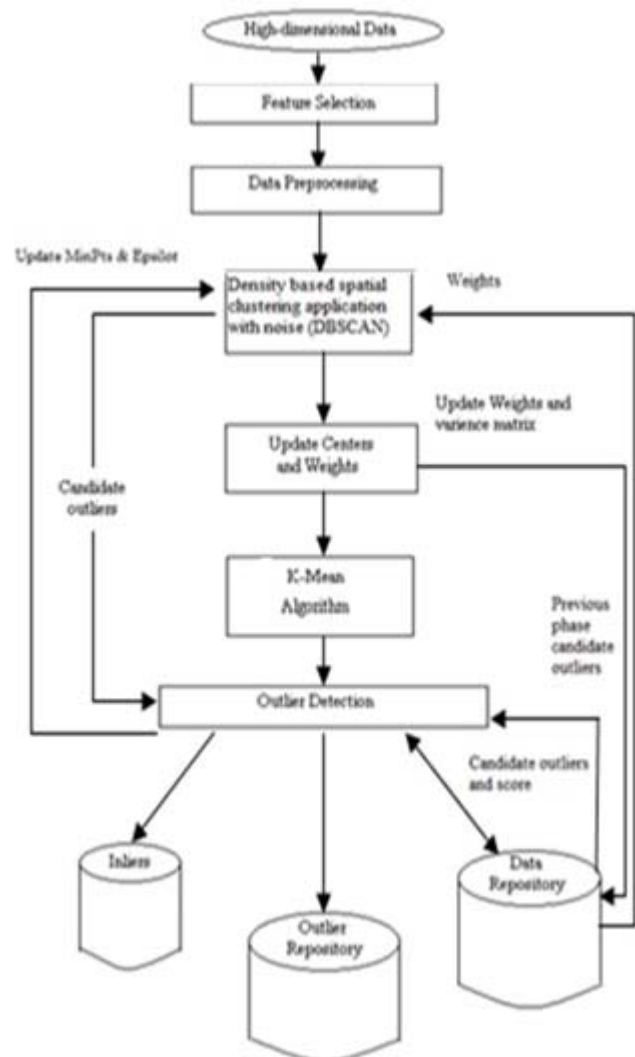 High-dimensional Data
Feature Selection
Data Preprocessing
Update MinPts & Epsilot
Density based spatial
clustering application
with noise (DBSCAN)
Weights
Update Weights and
varience matrix
Update Centers
and Weights
Candidate
outliers
K-Mean
Algorithm
Previous
phase
candidate
outliers
Outlier Detection
Candidate outliers
and score
Inliers
Data
Repository
Outlier
Repository